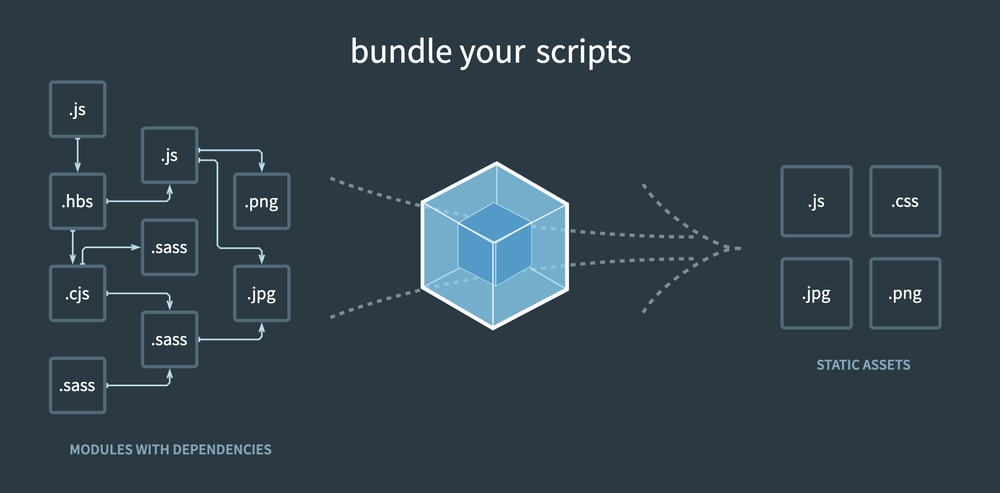 bundle your scripts
.js
.js
.hbs
.png
.sass
.cjs
.jpg
.sass
.sass
MODULES WITH DEPENDENCIES
.js
.css
.jpg
.png
STATIC ASSETS